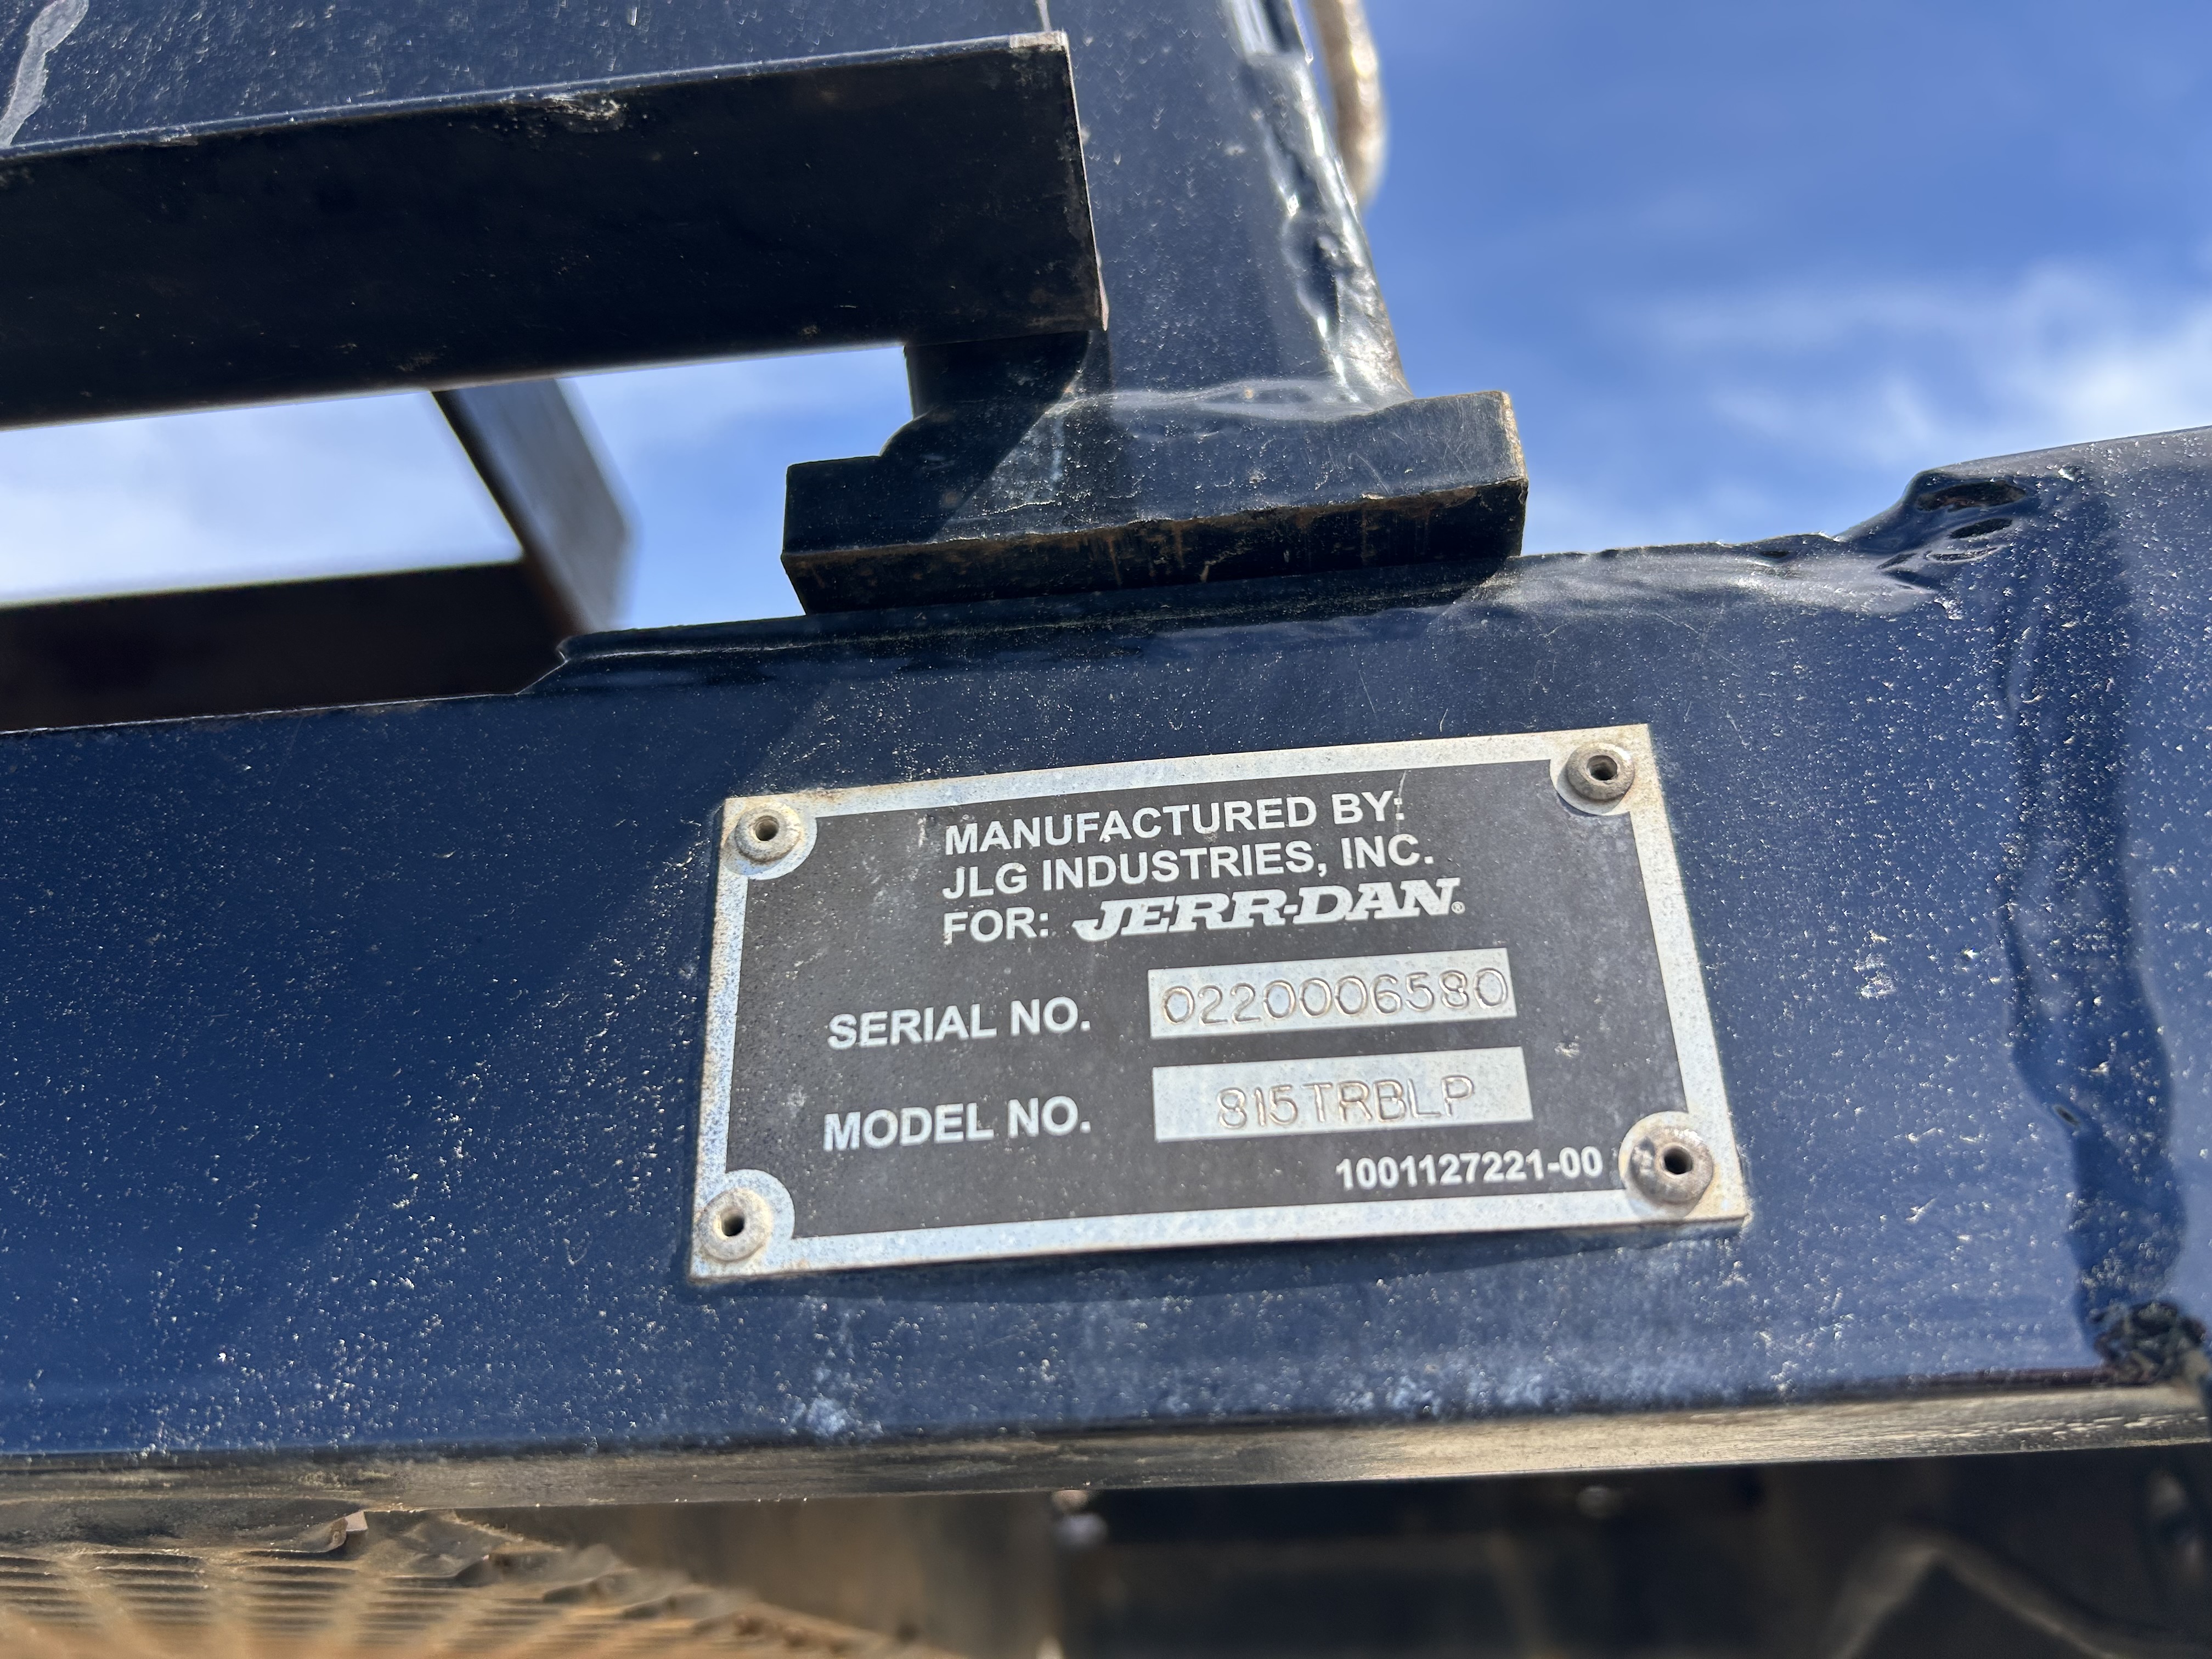 MANUFACTURED BY:
JLG INDUSTRIES, INC.
FOR: JERR-DAN®
SERIAL NO. 0220006580
MODEL NO. 815TRBLP
1001127221-00